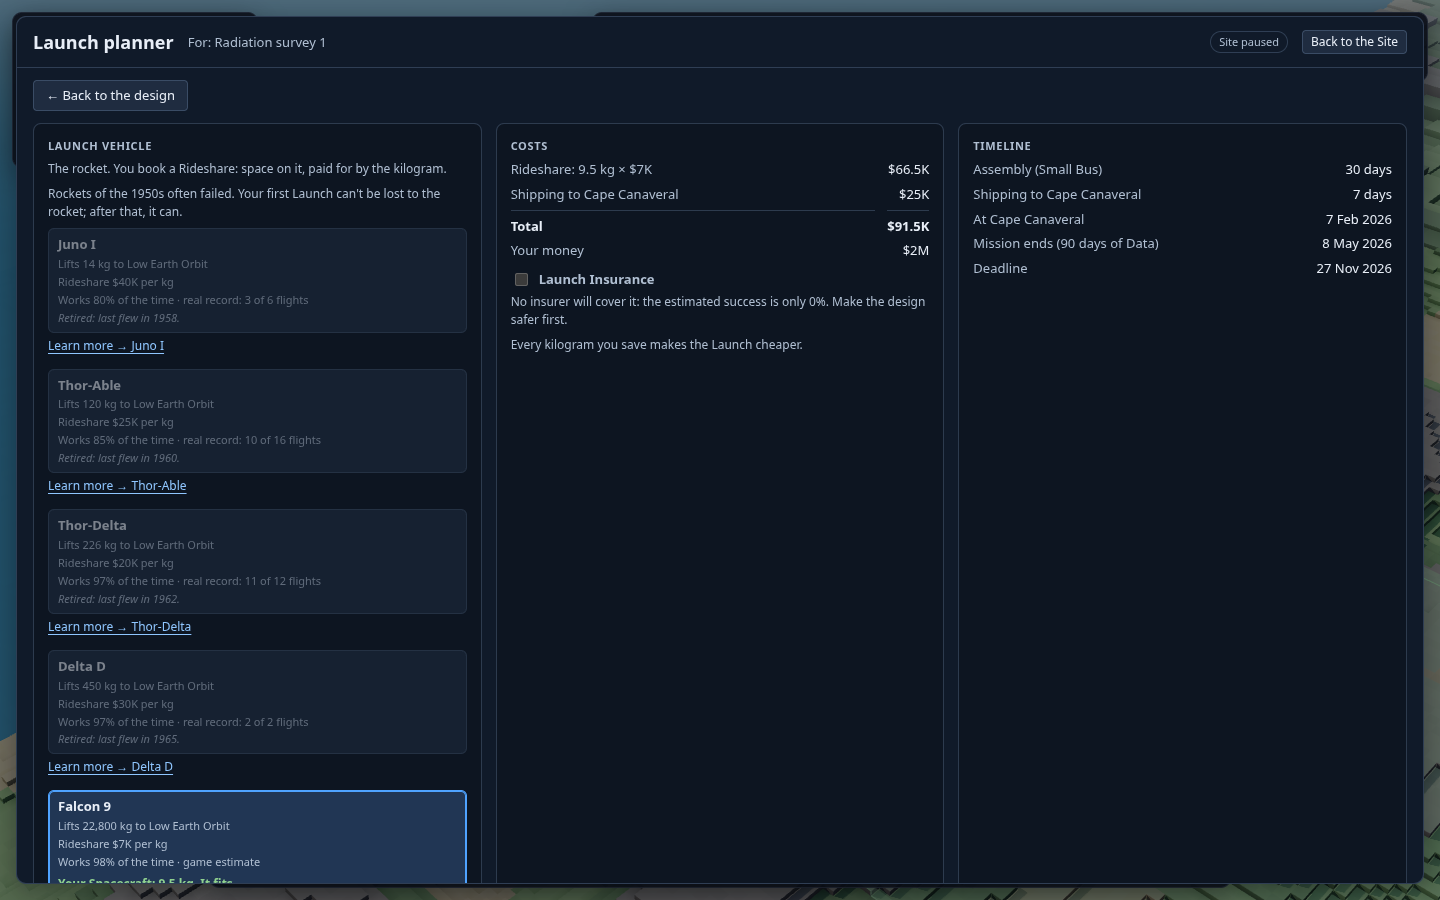 Launch planner
For: Radiation survey 1
Site paused
Back to the Site
← Back to the design
LAUNCH VEHICLE
The rocket. You book a Rideshare: space on it, paid for by the kilogram.
Rockets of the 1950s often failed. Your first Launch can't be lost to the
rocket; after that, it can.
Juno I
Lifts 14 kg to Low Earth Orbit
Rideshare $40K per kg
Works 80% of the time · real record: 3 of 6 flights
Retired: last flew in 1958.
Learn more → Juno I
Thor-Able
Lifts 120 kg to Low Earth Orbit
Rideshare $25K per kg
Works 85% of the time · real record: 10 of 16 flights
Retired: last flew in 1960.
Learn more → Thor-Able
Thor-Delta
Lifts 226 kg to Low Earth Orbit
Rideshare $20K per kg
Works 97% of the time · real record: 11 of 12 flights
Retired: last flew in 1962.
Learn more → Thor-Delta
Delta D
Lifts 450 kg to Low Earth Orbit
Rideshare $30K per kg
Works 97% of the time · real record: 2 of 2 flights
Retired: last flew in 1965.
Learn more → Delta D
Falcon 9
Lifts 22,800 kg to Low Earth Orbit
Rideshare $7K per kg
Works 98% of the time · game estimate
Your Spacecraft: 9.5 kg. It fits.
COSTS
Rideshare: 9.5 kg × $7K $66.5K
Shipping to Cape Canaveral $25K
Total $91.5K
Your money $2M
Launch Insurance
No insurer will cover it: the estimated success is only 0%. Make the design
safer first.
Every kilogram you save makes the Launch cheaper.
TIMELINE
Assembly (Small Bus) 30 days
Shipping to Cape Canaveral 7 days
At Cape Canaveral 7 Feb 2026
Mission ends (90 days of Data) 8 May 2026
Deadline 27 Nov 2026